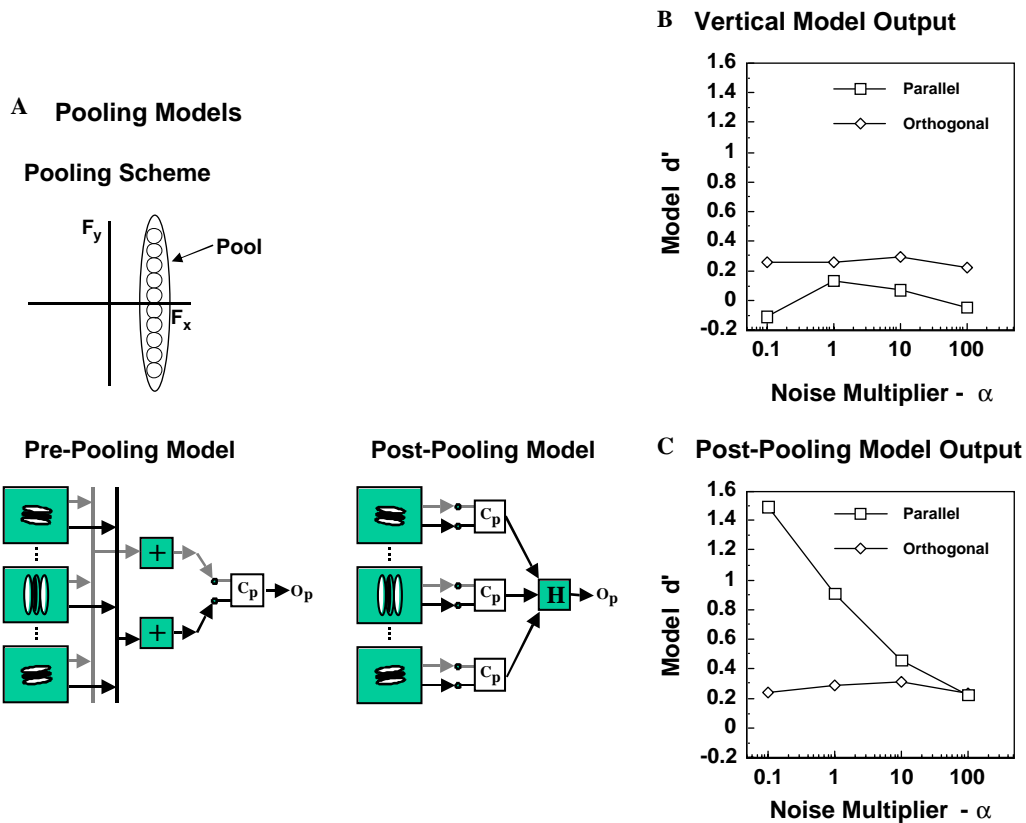 A Pooling Models
Pooling Scheme
Fy
Pool
Fx
Pre-Pooling Model
+
+
Cp
Op
Post-Pooling Model
Cp
Cp
Cp
H
Op
B Vertical Model Output
1.6
1.4
1.2
1
0.8
0.6
0.4
0.2
0
-0.2
Model d'
Parallel
Orthogonal
0.1 1 10 100
Noise Multiplier - α
C Post-Pooling Model Output
1.6
1.4
1.2
1
0.8
0.6
0.4
0.2
0
-0.2
Model d'
Parallel
Orthogonal
0.1 1 10 100
Noise Multiplier - α